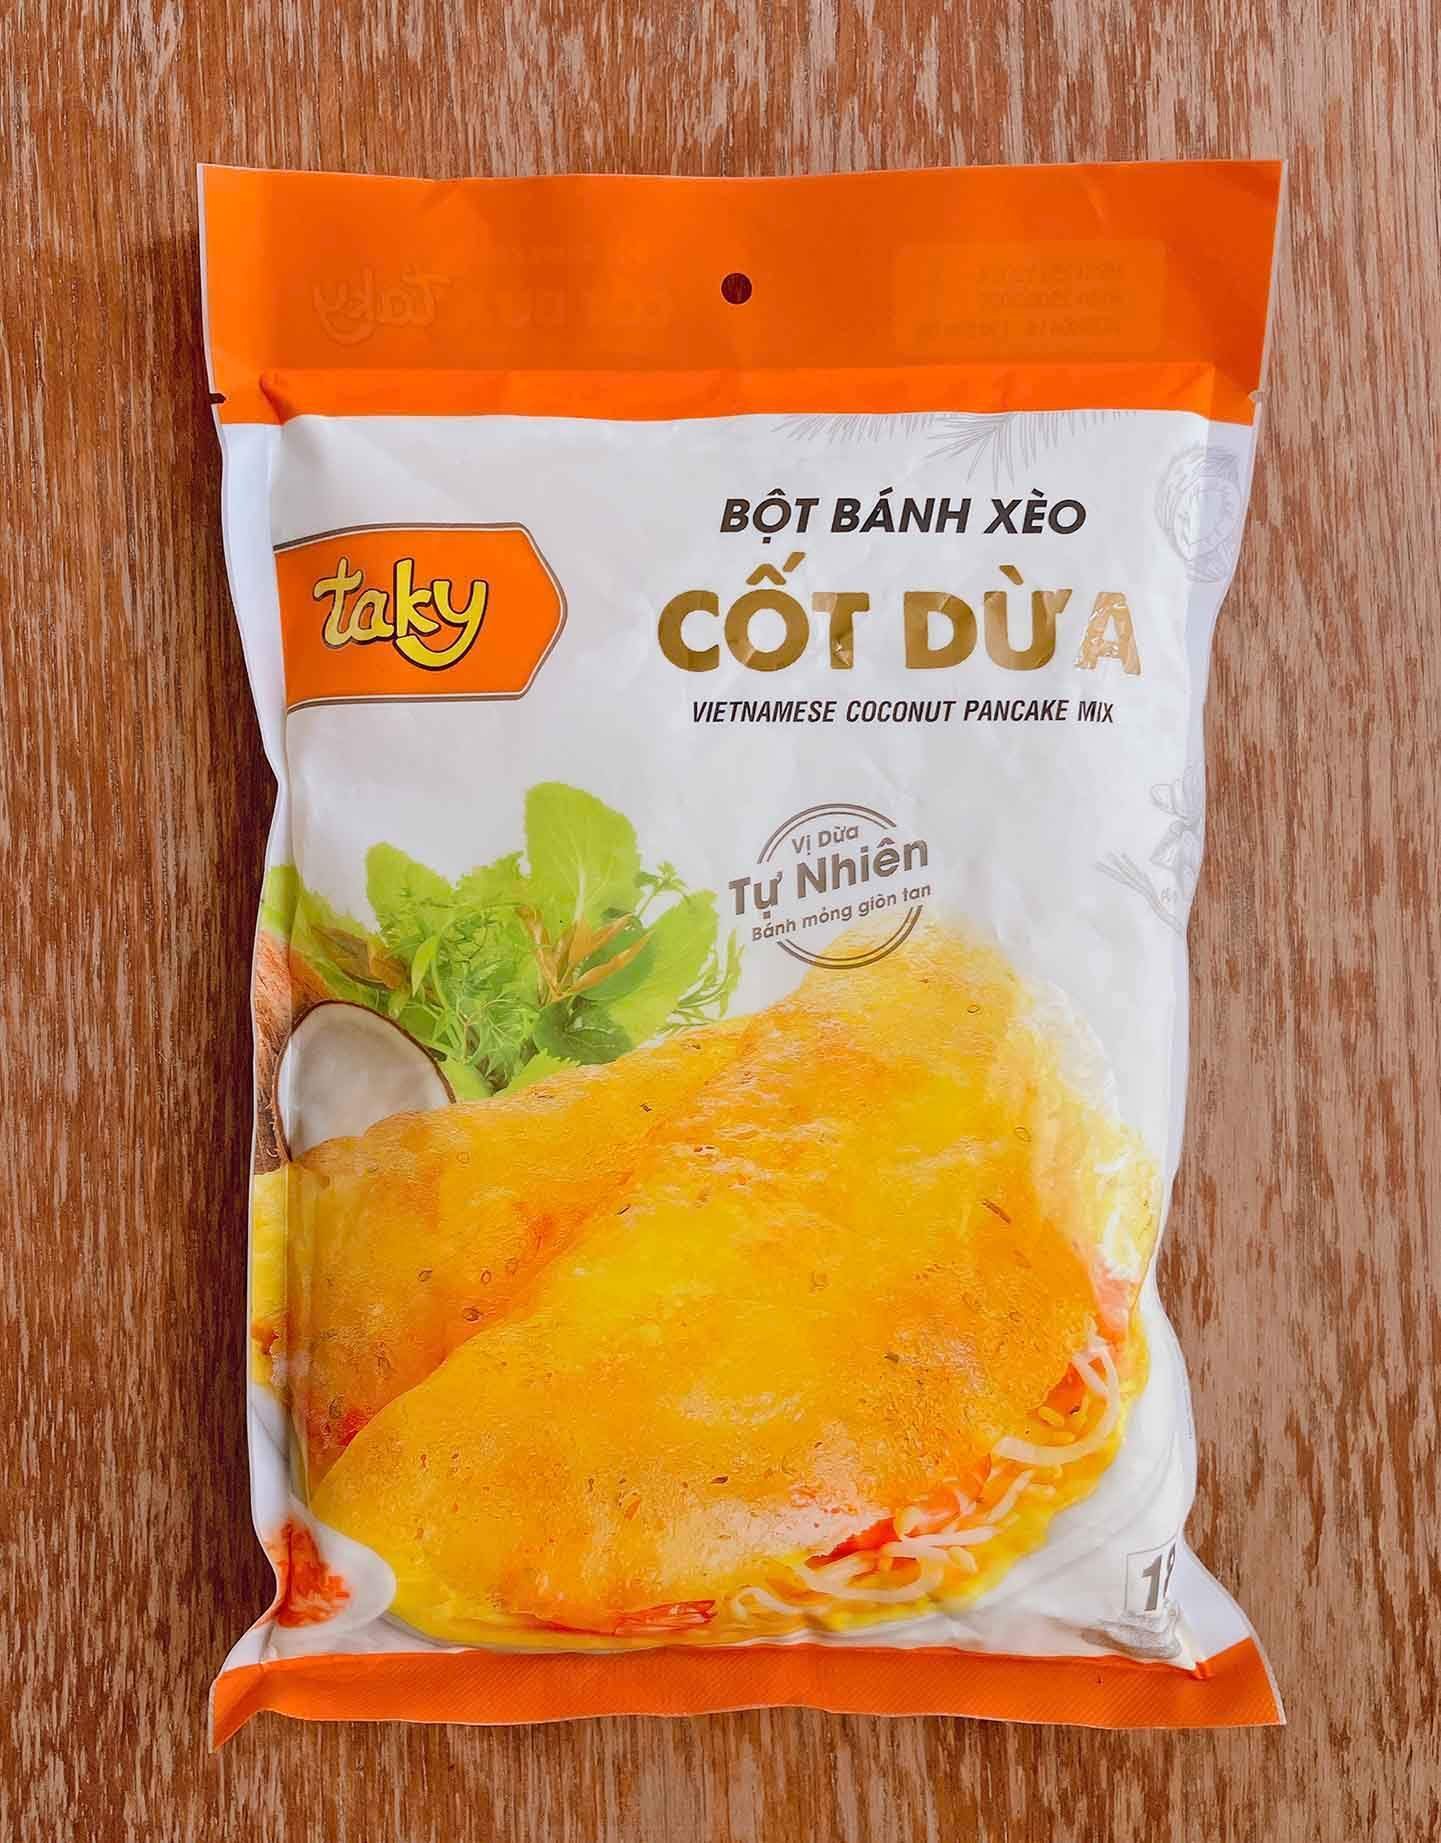 taky
BỘT BÁNH XÈO
CỐT DỪA
VIETNAMESE COCONUT PANCAKE MIX
Vị Dừa
Tự Nhiên
Bánh mỏng giòn tan